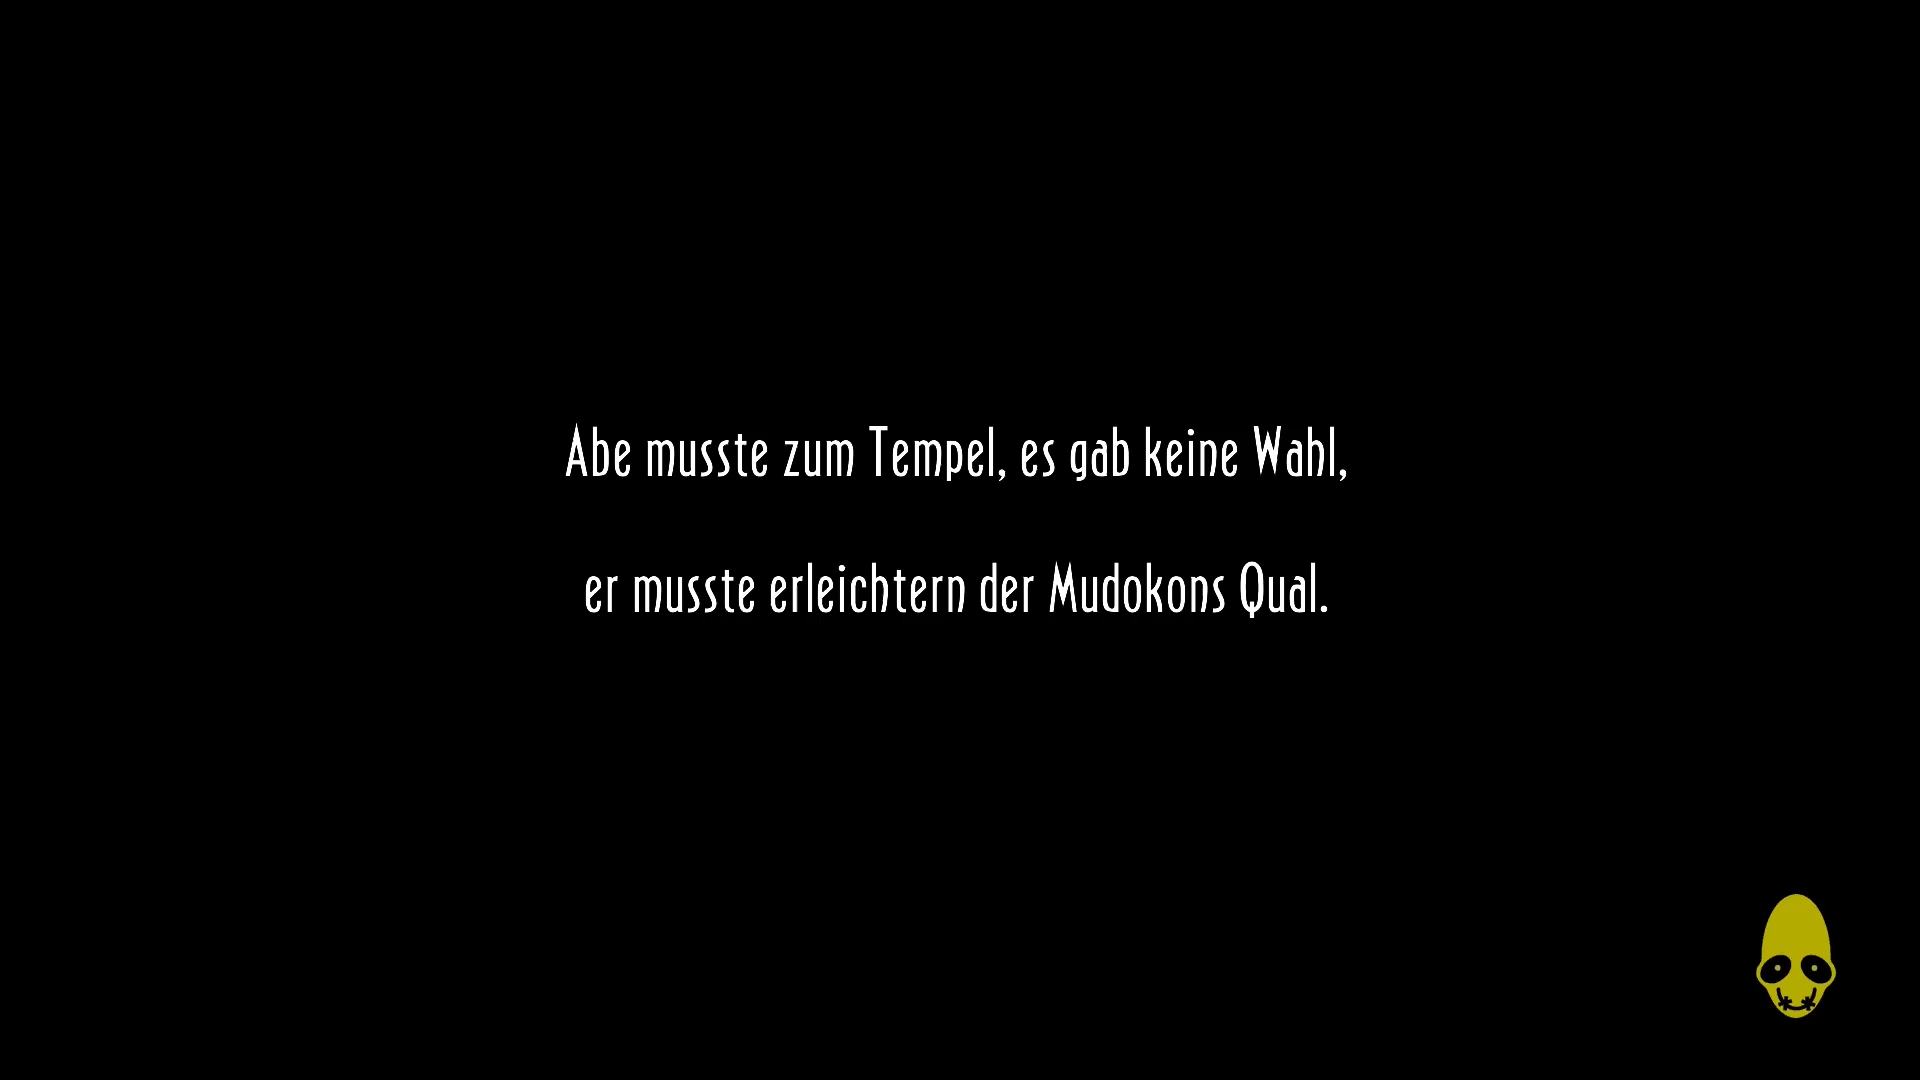 Abe musste zum Tempel, es gab keine Wahl,
er musste erleichtern der Mudokons Qual.